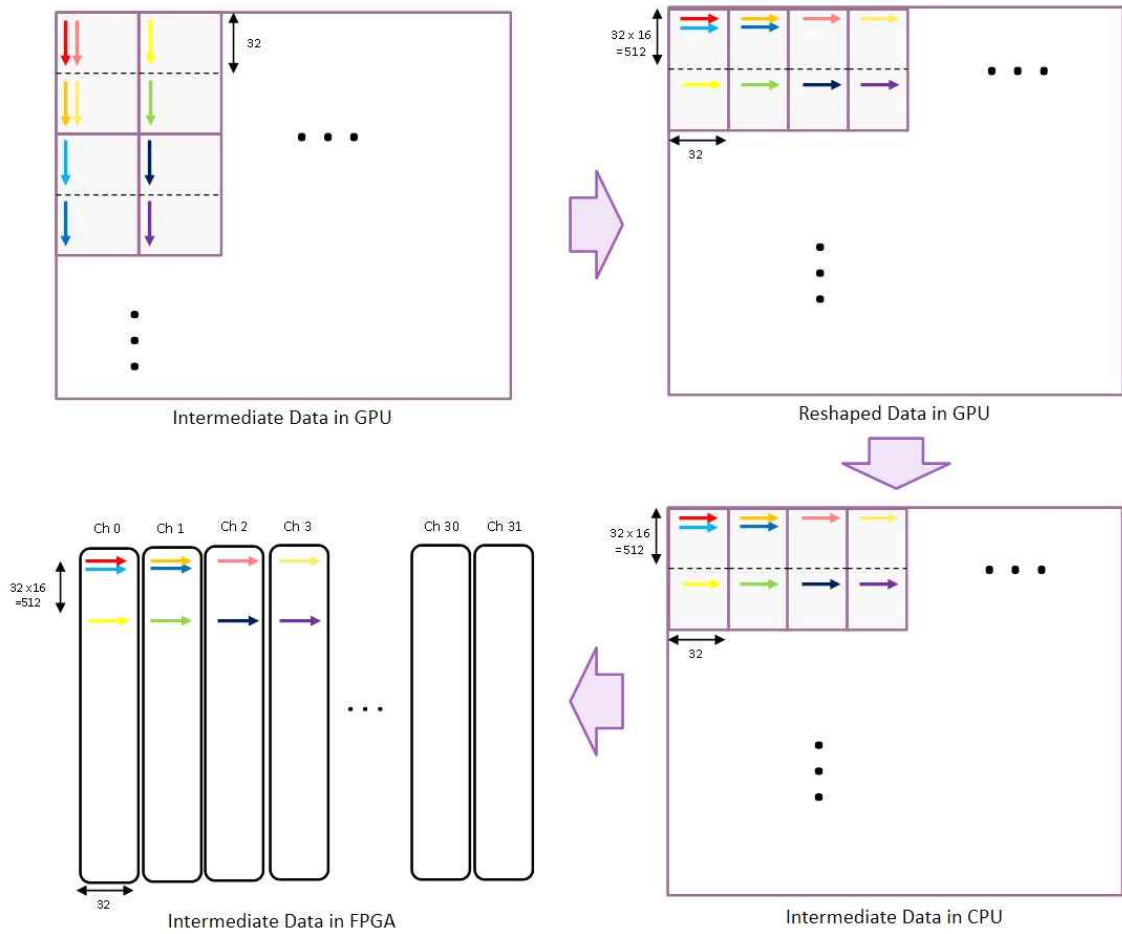 32
32 x 16
=512
32
Intermediate Data in GPU
Reshaped Data in GPU
Ch 0 Ch 1 Ch 2 Ch 3 Ch 30 Ch 31
32 x 16
=512
32
Intermediate Data in FPGA
32 x 16
=512
32
Intermediate Data in CPU